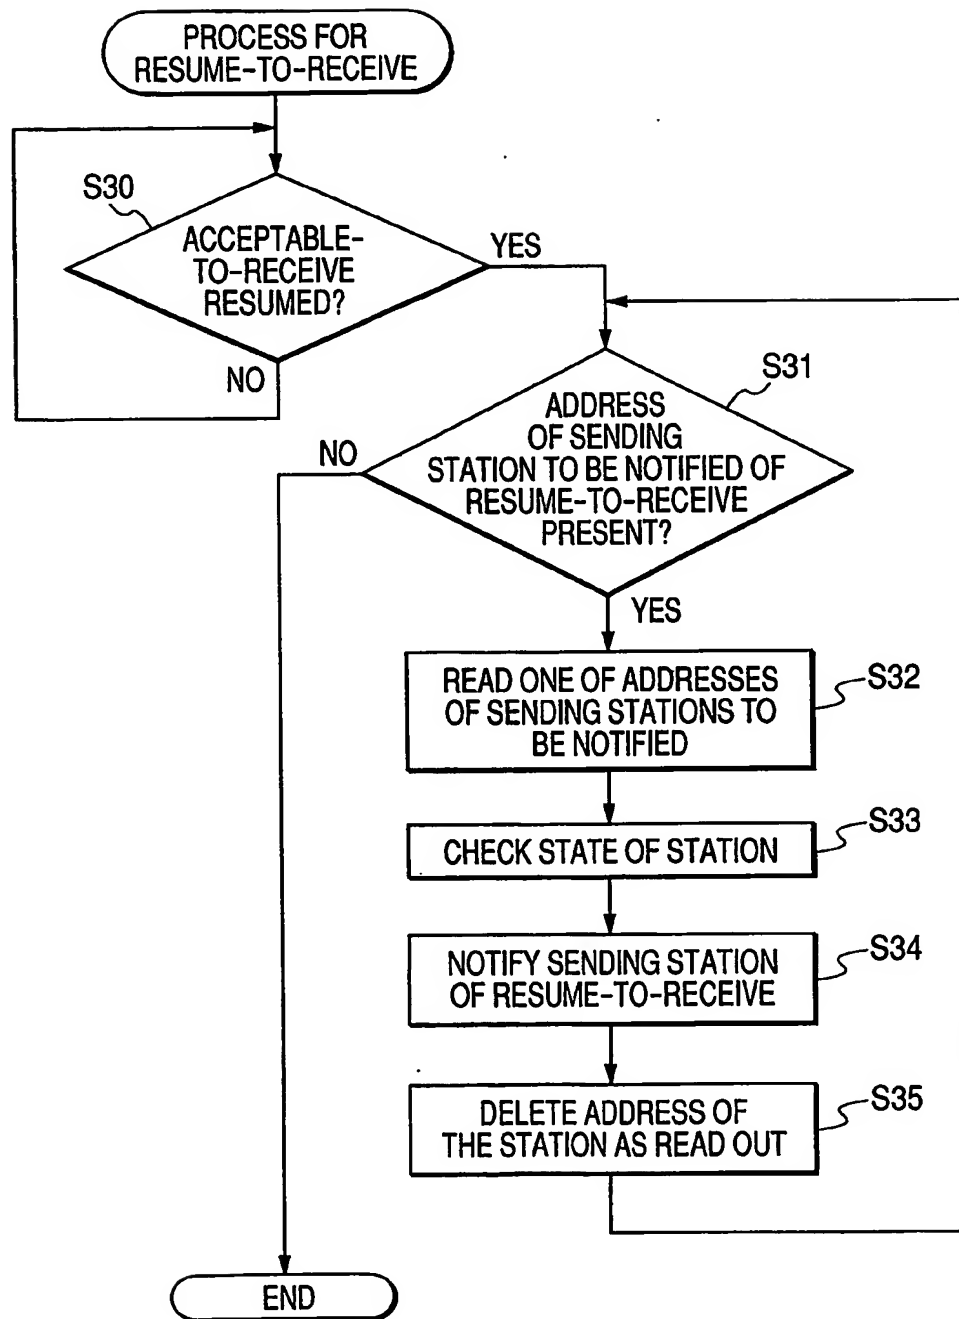 PROCESS FOR
RESUME-TO-RECEIVE
S30
ACCEPTABLE-
TO-RECEIVE
RESUMED?
YES
NO
S31
ADDRESS
OF SENDING
STATION TO BE NOTIFIED OF
RESUME-TO-RECEIVE
PRESENT?
NO
YES
READ ONE OF ADDRESSES
OF SENDING STATIONS TO
BE NOTIFIED
S32
CHECK STATE OF STATION
S33
NOTIFY SENDING STATION
OF RESUME-TO-RECEIVE
S34
DELETE ADDRESS OF
THE STATION AS READ OUT
S35
END